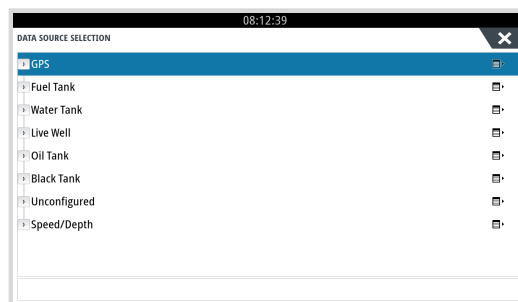 08:12:39
DATA SOURCE SELECTION
GPS
Fuel Tank
Water Tank
Live Well
Oil Tank
Black Tank
Unconfigured
Speed/Depth